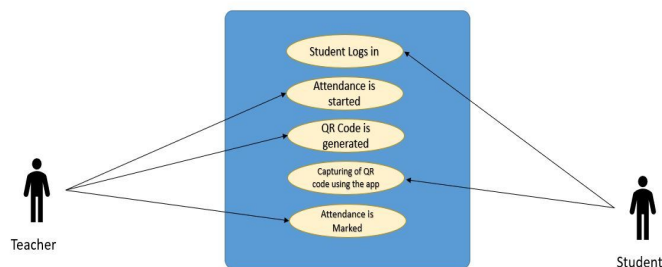 Student Logs in
Attendance is
started
QR Code is
generated
Capturing of QR
code using the app
Attendance is
Marked
Teacher
Student